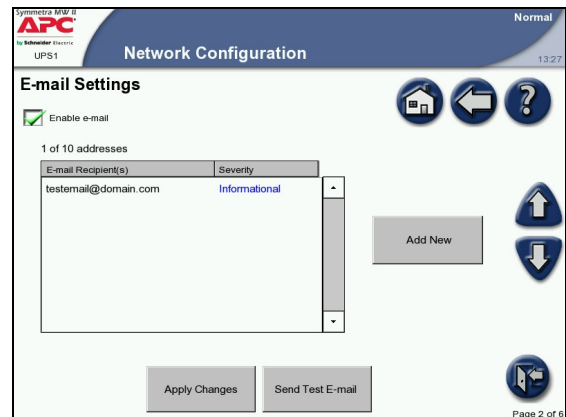 Symmetra MW II
APC
by Schneider Electric
UPS1
Network Configuration
Normal
13:27
E-mail Settings
Enable e-mail
1 of 10 addresses
E-mail Recipient(s) Severity
testemail@domain.com Informational
Add New
Apply Changes
Send Test E-mail
Page 2 of 6